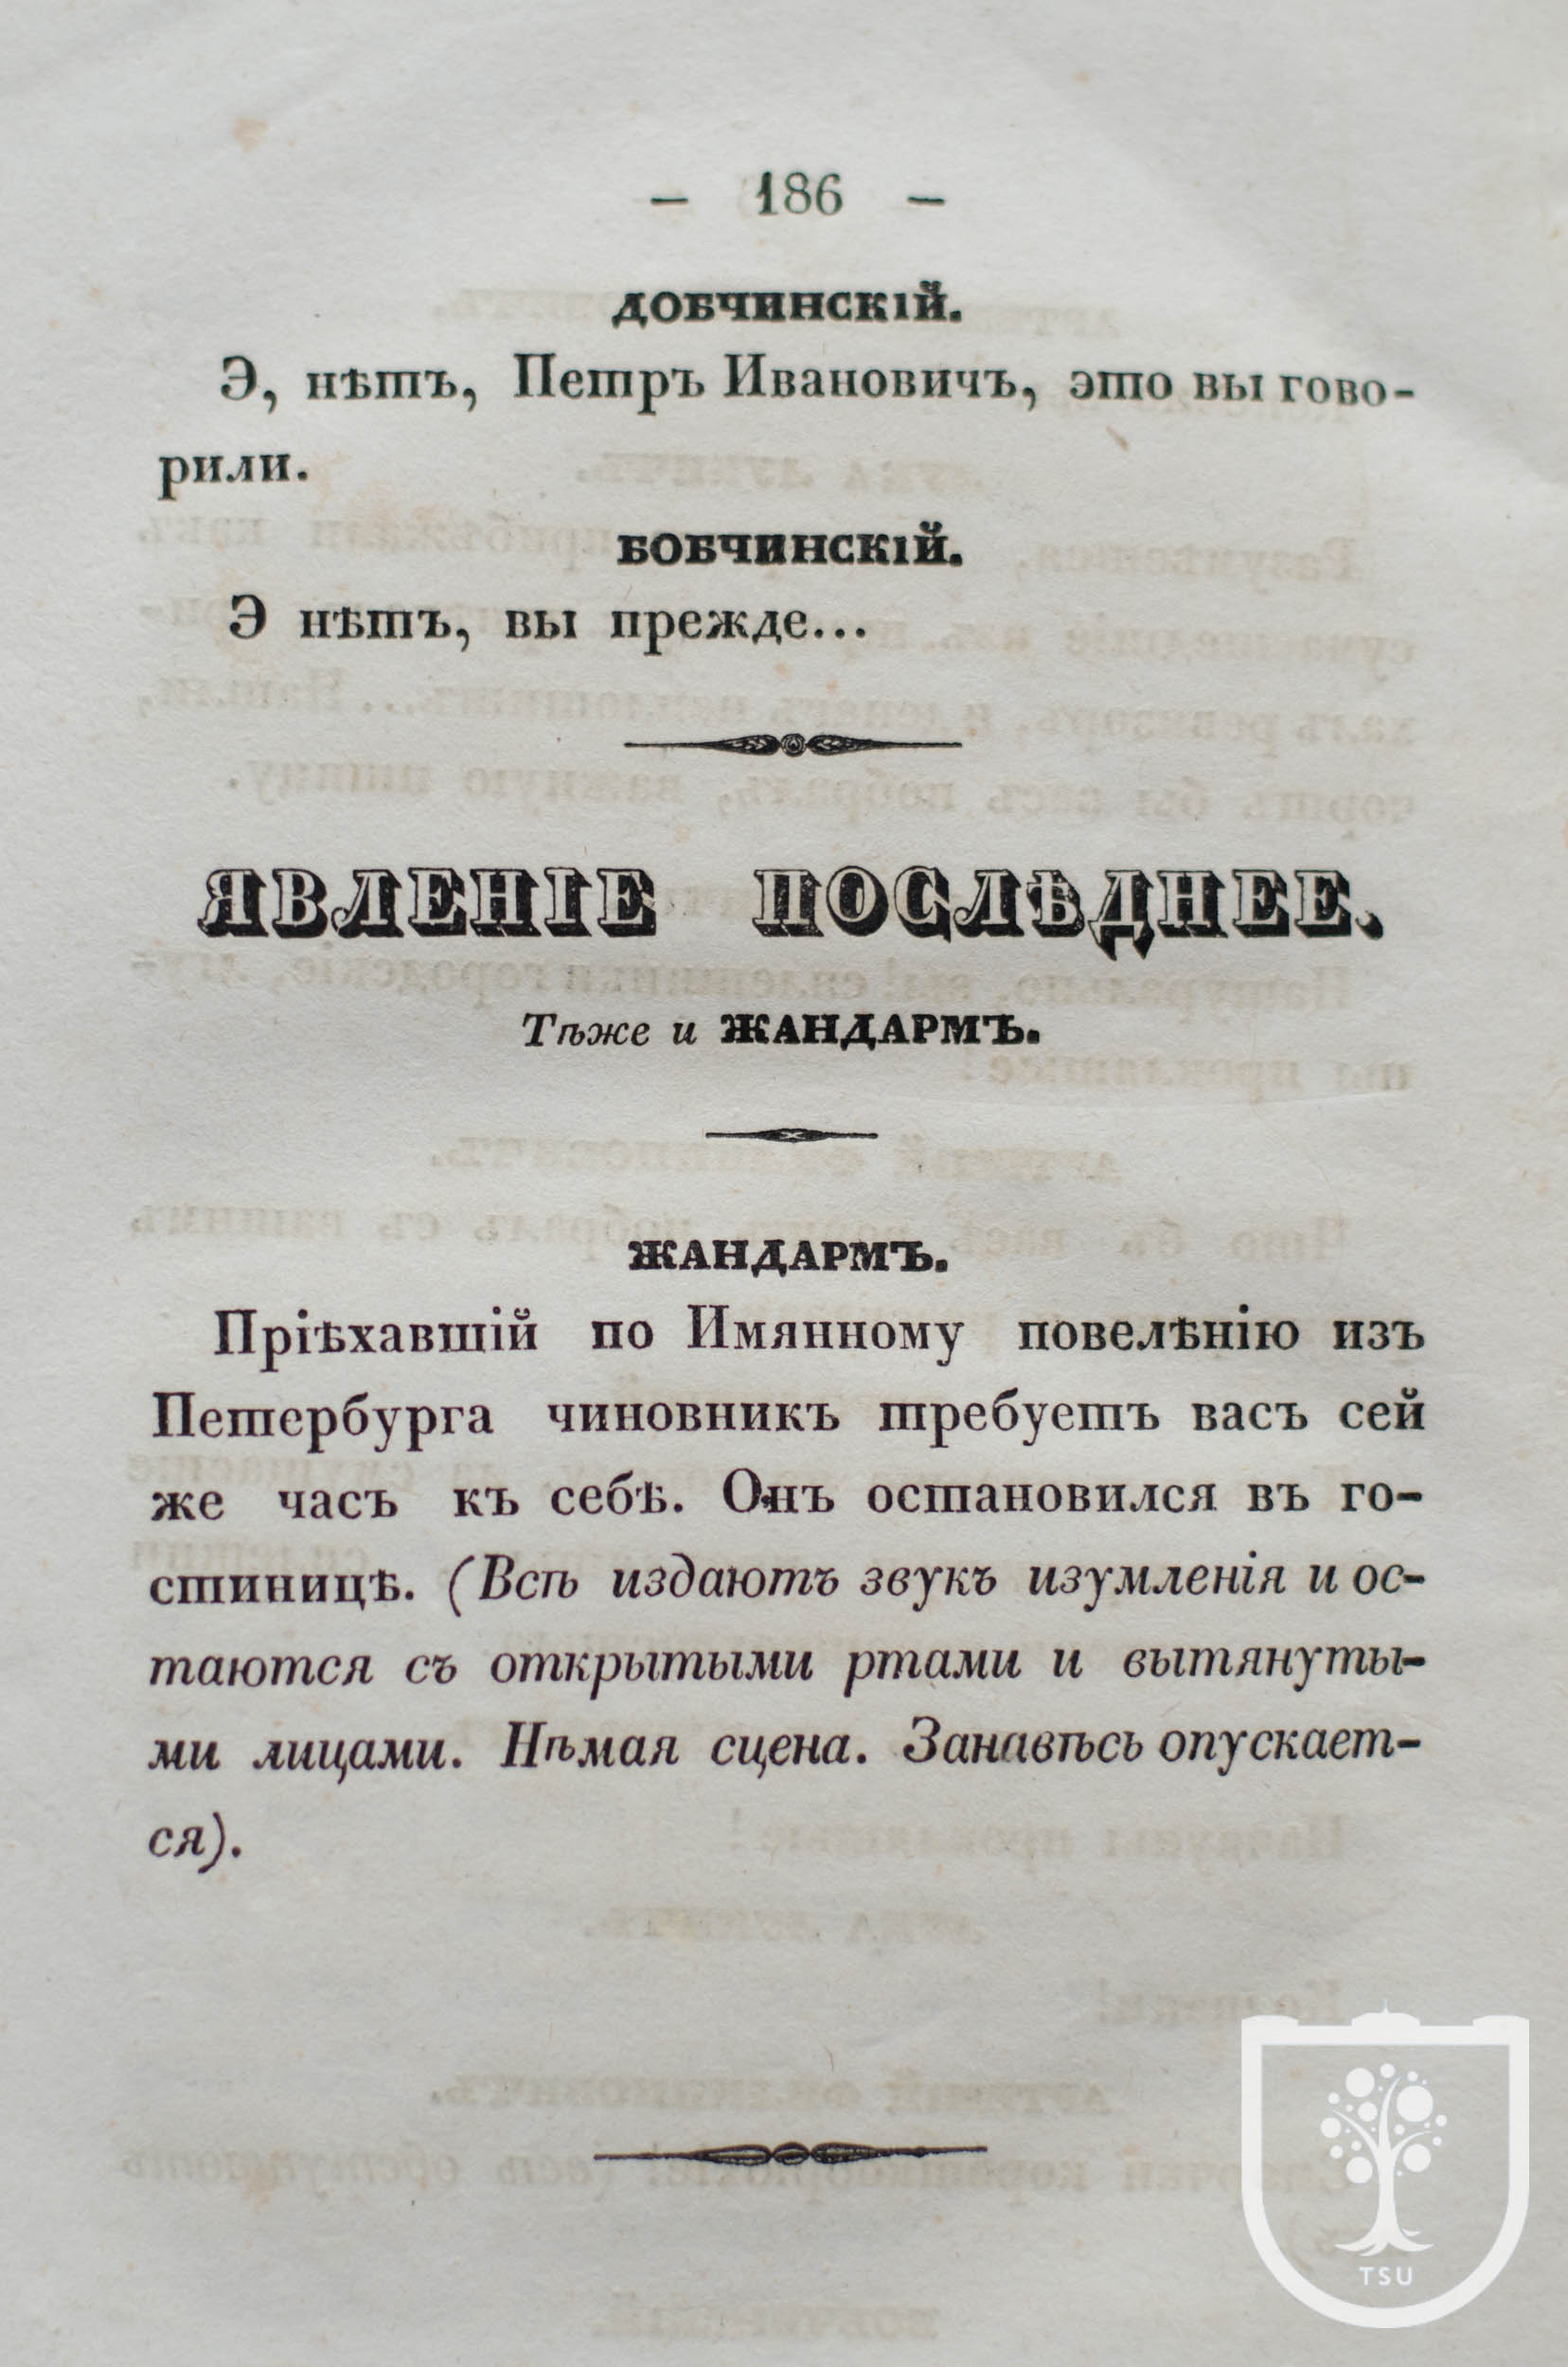 — 186 —
ДОБЧИНСКІЙ.
Э, нѣтъ, Петръ Ивановичъ, это вы гово-
рили.
БОБЧИНСКІЙ.
Э нѣтъ, вы прежде...
ЯВЛЕНІЕ ПОСЛѢДНЕЕ.
Тѣже и ЖАНДАРМЪ.
ЖАНДАРМЪ.
Пріѣхавшій по Имянному повелѣнію изъ
Петербурга чиновникъ требуетъ васъ сей
же часъ къ себѣ. Онъ остановился въ го-
стиницѣ. (Всѣ издаютъ звукъ изумленія и ос-
таются съ открытыми ртами и вытянуты-
ми лицами. Нѣмая сцена. Занавѣсь опускает-
ся).
TSU